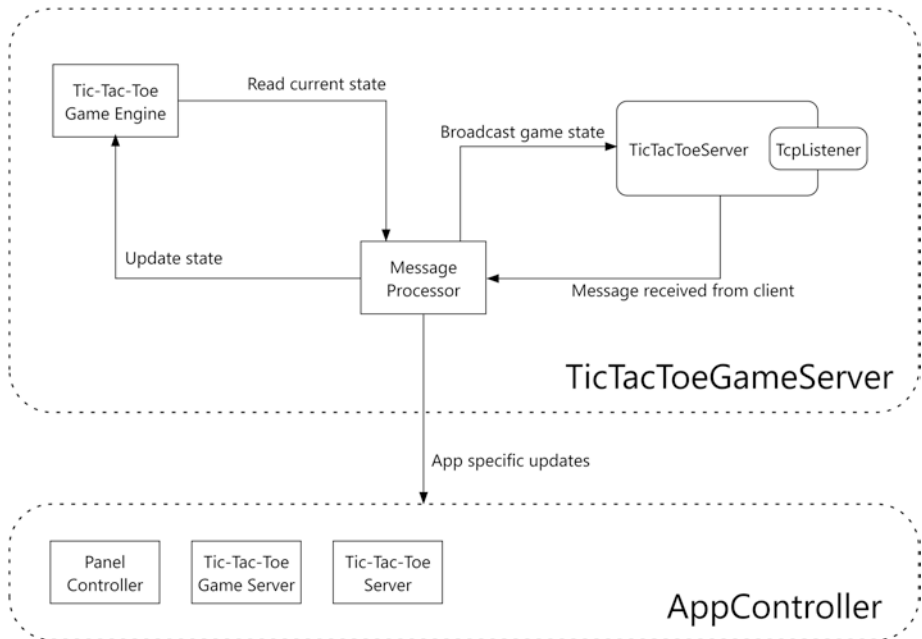 Tic-Tac-Toe
Game Engine
Read current state
Broadcast game state
TicTacToeServer
TcpListener
Update state
Message
Processor
Message received from client
TicTacToeGameServer
App specific updates
Panel
Controller
Tic-Tac-Toe
Game Server
Tic-Tac-Toe
Server
AppController